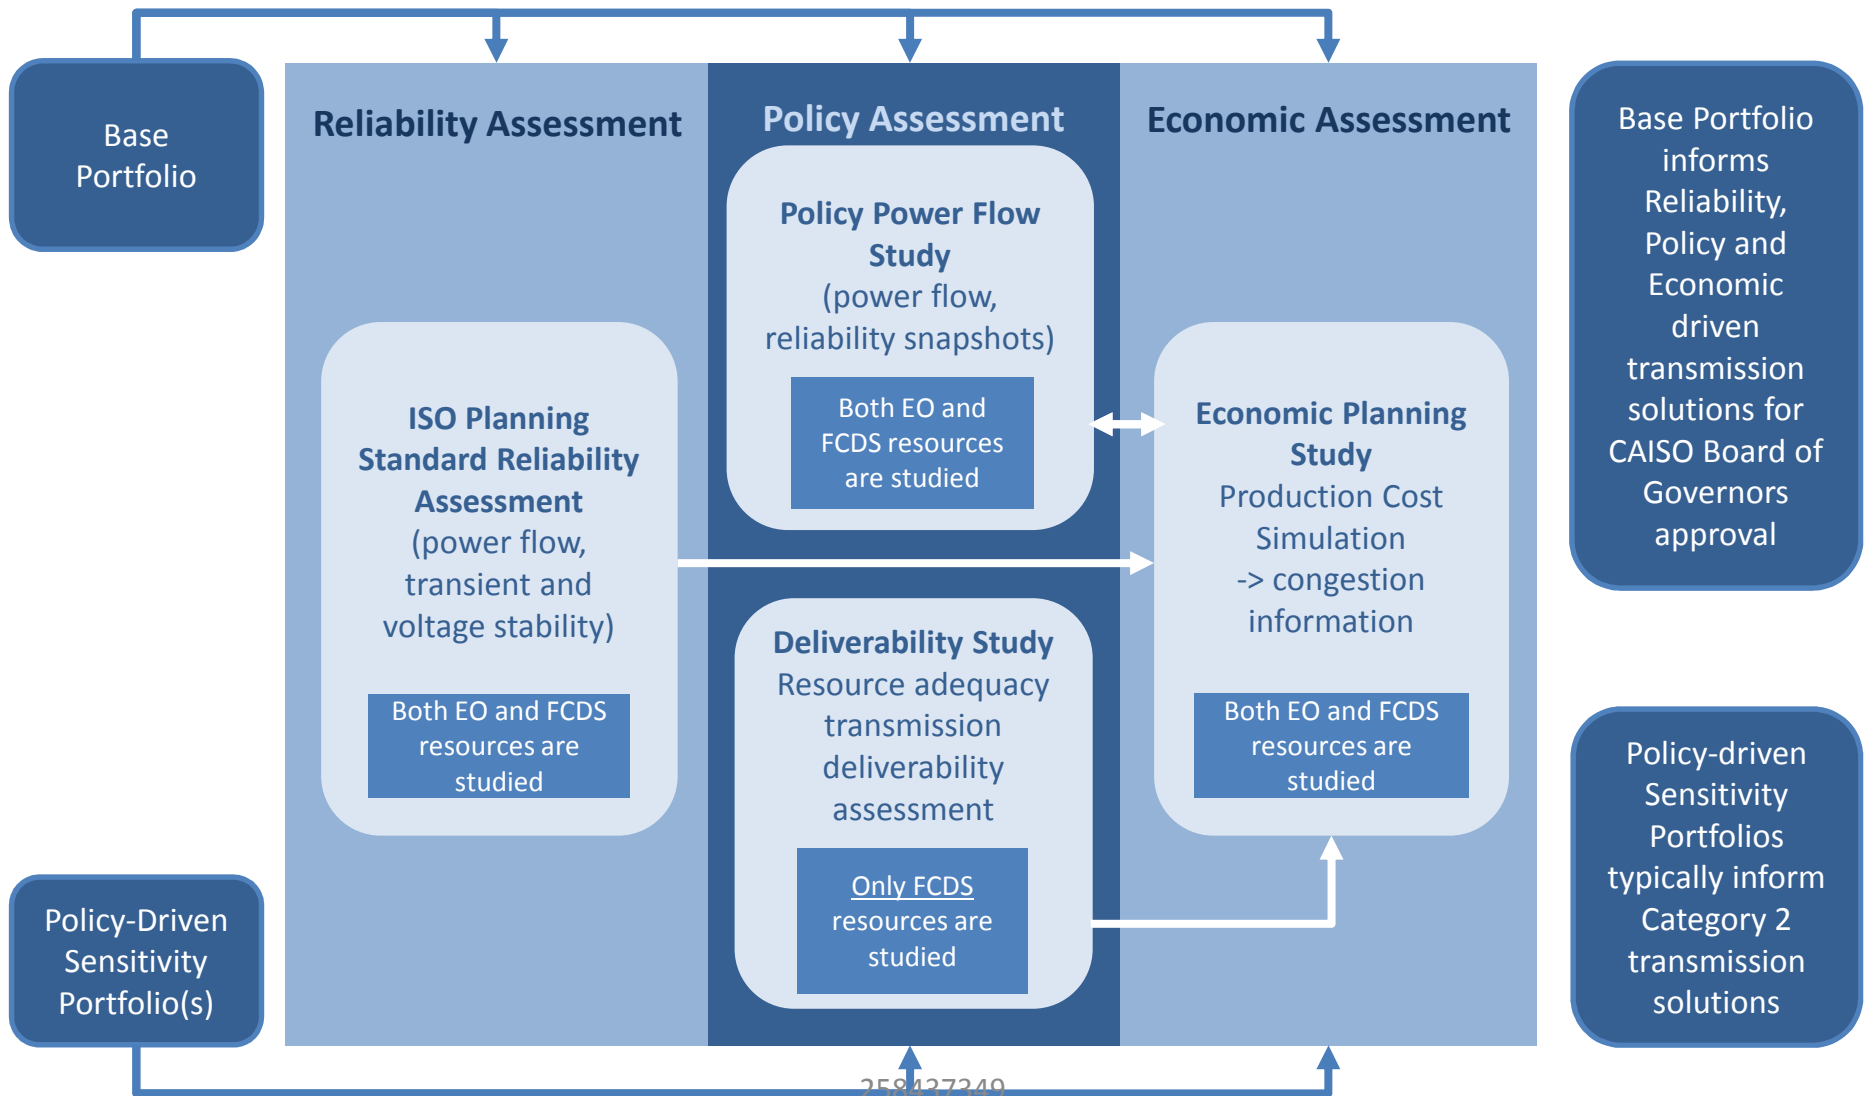 Base
Portfolio
Policy-Driven
Sensitivity
Portfolio(s)
Reliability Assessment
ISO Planning
Standard Reliability
Assessment
(power flow,
transient and
voltage stability)
Both EO and FCDS
resources are
studied
Policy Assessment
Policy Power Flow
Study
(power flow,
reliability snapshots)
Both EO and
FCDS resources
are studied
Deliverability Study
Resource adequacy
transmission
deliverability
assessment
Only FCDS
resources are
studied
Economic Assessment
Economic Planning
Study
Production Cost
Simulation
-> congestion
information
Both EO and FCDS
resources are
studied
Base Portfolio
informs
Reliability,
Policy and
Economic
driven
transmission
solutions for
CAISO Board of
Governors
approval
Policy-driven
Sensitivity
Portfolios
typically inform
Category 2
transmission
solutions
258437349